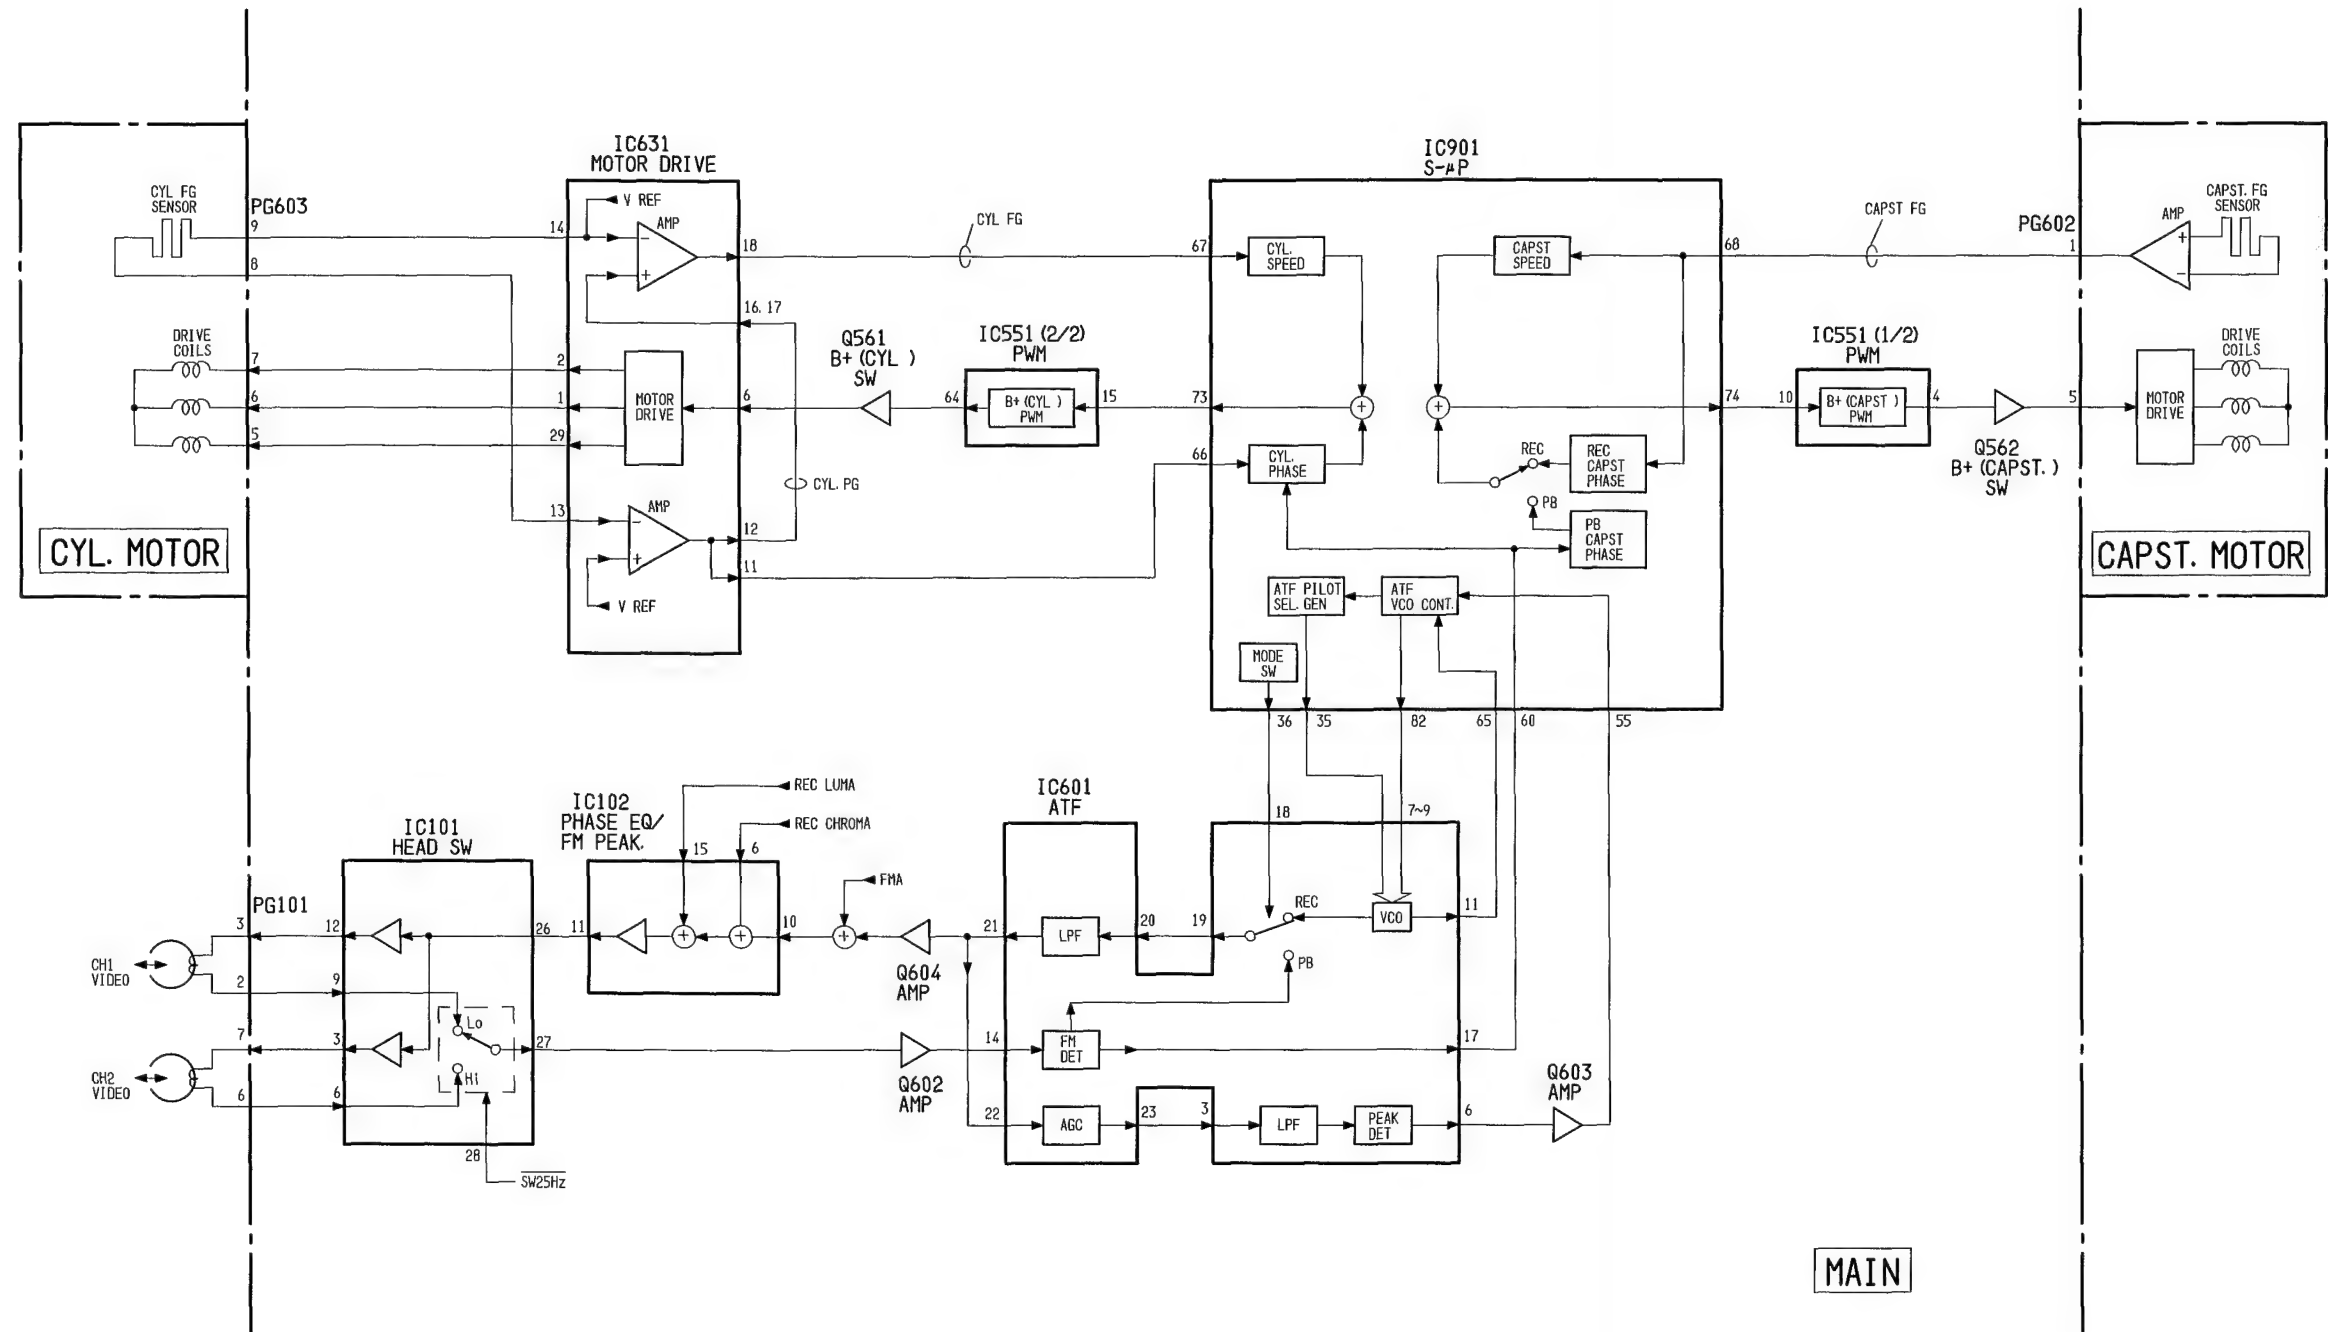 IC631
MOTOR DRIVE
IC901
S-μP
CYL FG
SENSOR
PG603
9
8
14
V REF
AMP
18
CYL FG
67
CYL.
SPEED
CAPST
SPEED
68
CAPST FG
PG602
1
AMP
CAPST. FG
SENSOR
+
-
-
+
16. 17
DRIVE
COILS
7
6
5
2
1
29
MOTOR
DRIVE
6
Q561
B+(CYL )
SW
IC551 (2/2)
PWM
64
B+(CYL )
PWM
15
73
+
+
74
IC551 (1/2)
PWM
10
B+(CAPST )
PWM
4
Q562
B+(CAPST.)
SW
5
MOTOR
DRIVE
DRIVE
COILS
66
CYL.
PHASE
REC
REC
CAPST
PHASE
PB
PB
CAPST
PHASE
CYL. PG
13
AMP
-
+
12
11
V REF
CYL. MOTOR
CAPST. MOTOR
ATF PILOT
SEL. GEN
ATF
VCO CONT.
MODE
SW
36
35
82
65
60
55
REC LUMA
REC CHROMA
IC102
PHASE EQ/
FM PEAK.
15
6
IC601
ATF
18
7~9
IC101
HEAD SW
FMA
PG101
3
12
26
11
+
+
10
+
Q604
AMP
21
LPF
20
19
REC
VCO
11
PB
CH1
VIDEO
2
9
Lo
7
3
27
Hi
CH2
VIDEO
6
6
Q602
AMP
14
FM
DET
17
Q603
AMP
22
AGC
23
3
LPF
PEAK
DET
6
28
SW25Hz
MAIN